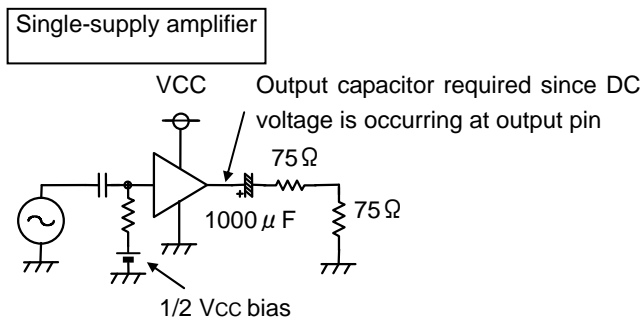 Single-supply amplifier
VCC
Output capacitor required since DC
voltage is occurring at output pin
75Ω
+
1000μF
75Ω
1/2 VCC bias